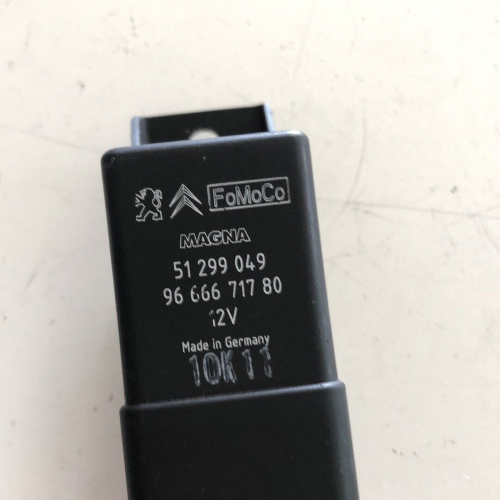 FoMoCo
MAGNA
51 299 049
96 666 717 80
12V
Made in Germany
10K11